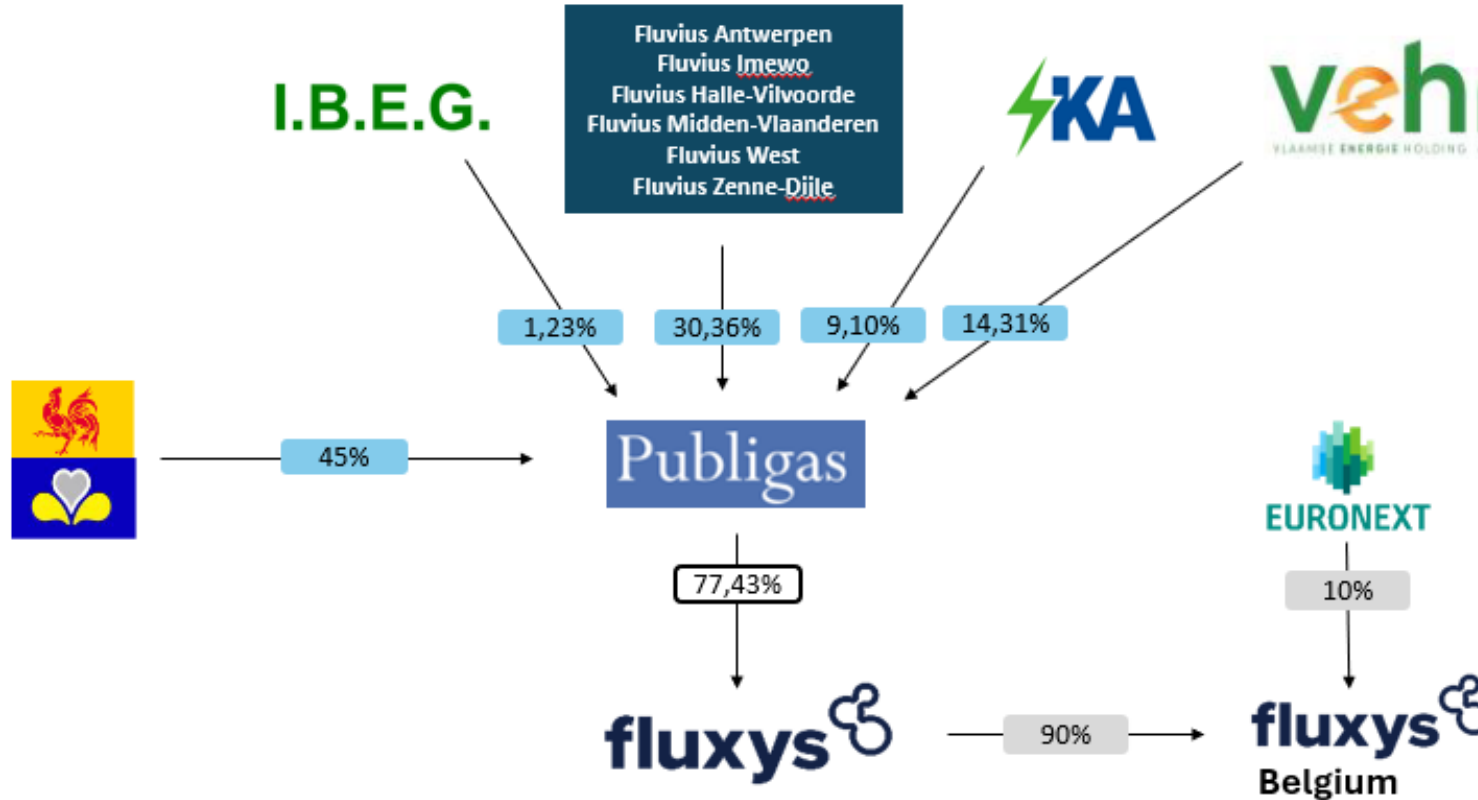 Fluvius Antwerpen
Fluvius Imewo
Fluvius Halle-Vilvoorde
Fluvius Midden-Vlaanderen
Fluvius West
Fluvius Zenne-Dijle
I.B.E.G.
KA
veh
VLAAMSE ENERGIE HOLDING
1,23%
30,36%
9,10%
14,31%
45%
Publigas
EURONEXT
77,43%
10%
fluxys
90%
fluxys
Belgium